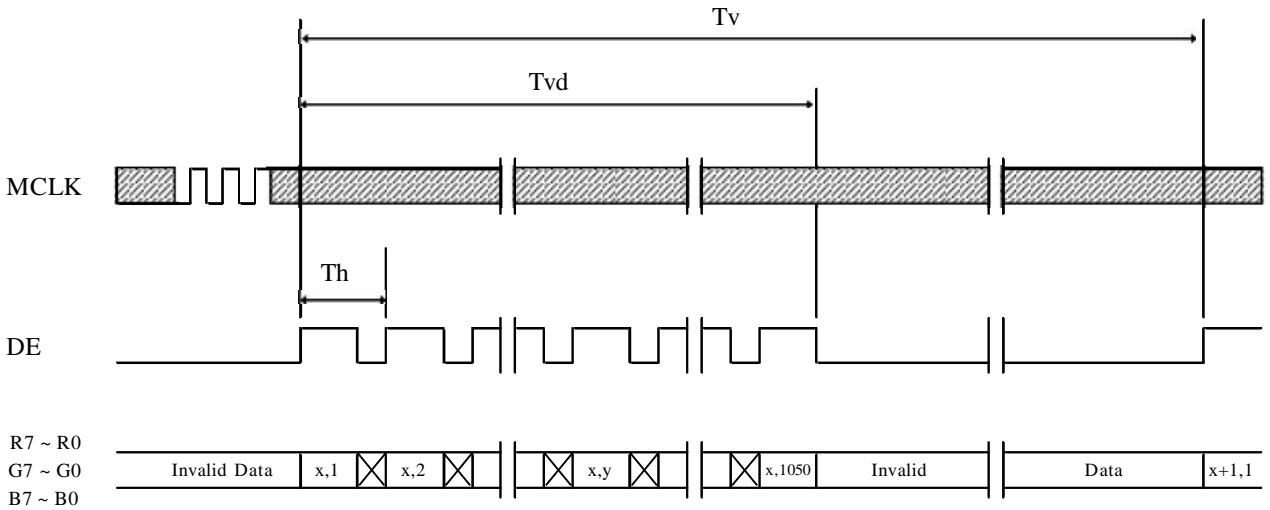 Tv
Tvd
MCLK
Th
DE
R7 ~ R0
G7 ~ G0
B7 ~ B0
Invalid Data
x,1
x,2
x,y
x,1050
Invalid
Data
x+1,1